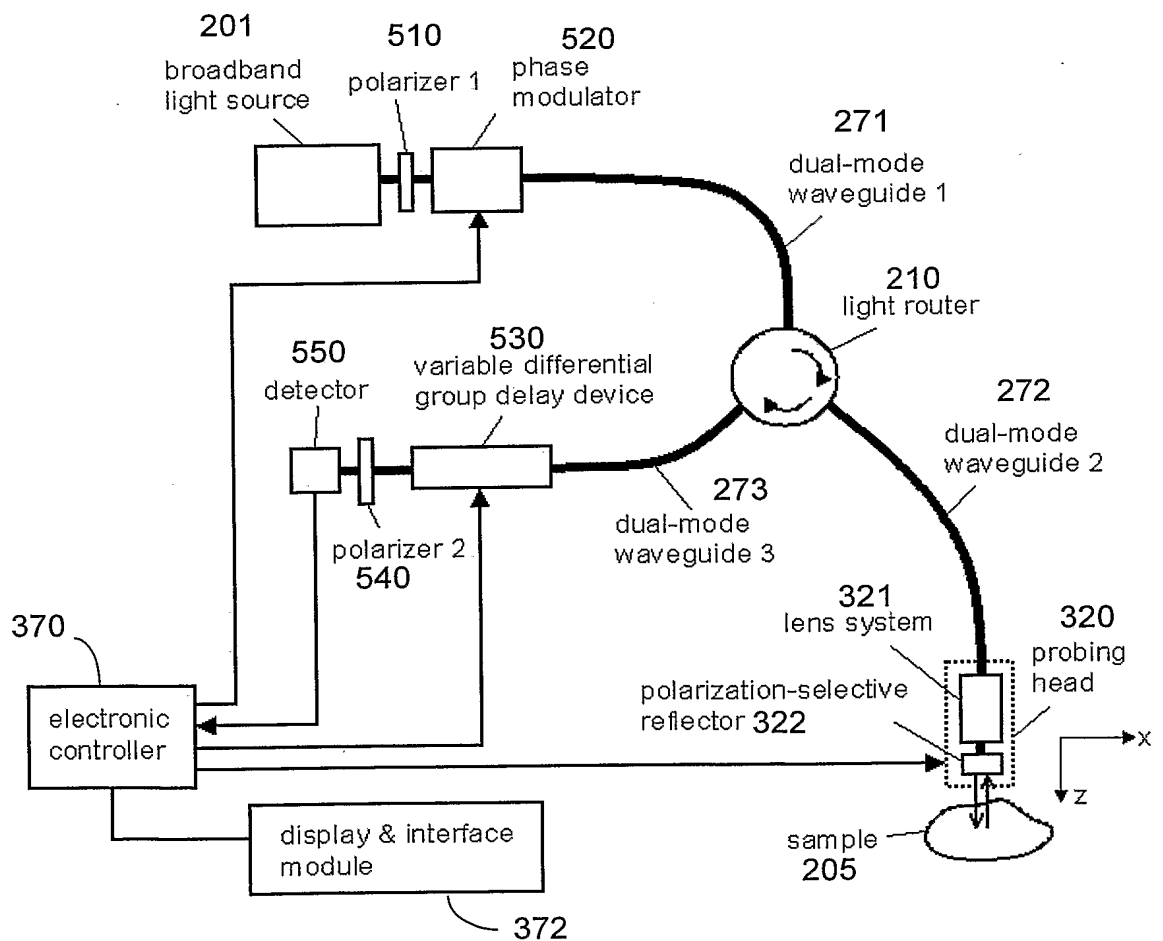 201
broadband
light source
510
polarizer 1
520
phase
modulator
271
dual-mode
waveguide 1
210
light router
550
detector
530
variable differential
group delay device
272
dual-mode
waveguide 2
273
dual-mode
waveguide 3
polarizer 2
540
370
electronic
controller
321
lens system
320
probing
head
polarization-selective
reflector 322
x
z
display & interface
module
sample
205
372